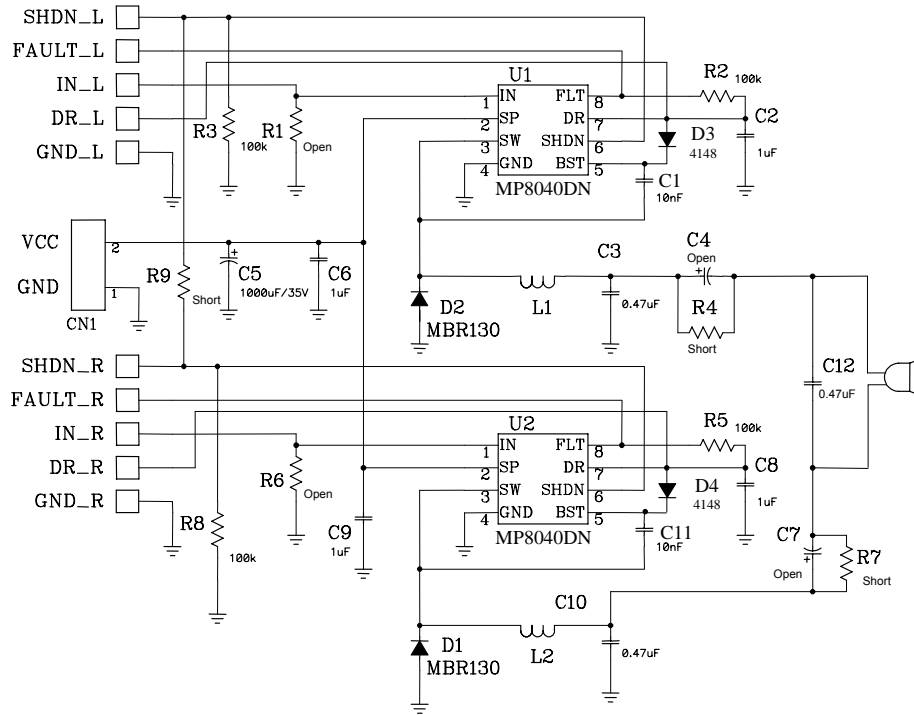 SHDN_L
FAULT_L
IN_L
DR_L
GND_L
R3
100k
R1
Open
U1
1 IN FLT 8
2 SP DR 7
3 SW SHDN 6
4 GND BST 5
MP8040DN
R2
100k
C2
1uF
D3
4148
C1
10nF
VCC
2
GND
1
CN1
R9
Short
C5
+
1000uF/35V
C6
1uF
D2
MBR130
L1
C3
0.47uF
C4
Open
+
R4
Short
C12
0.47uF
SHDN_R
FAULT_R
IN_R
DR_R
GND_R
R8
100k
R6
Open
C9
1uF
U2
1 IN FLT 8
2 SP DR 7
3 SW SHDN 6
4 GND BST 5
MP8040DN
R5
100k
C8
1uF
D4
4148
C11
10nF
C7
+
Open
R7
Short
D1
MBR130
L2
C10
0.47uF